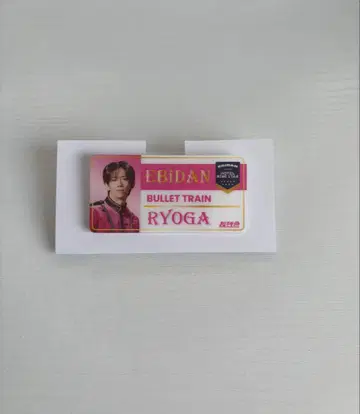 EBiDAN
BULLET TRAIN
RYOGA